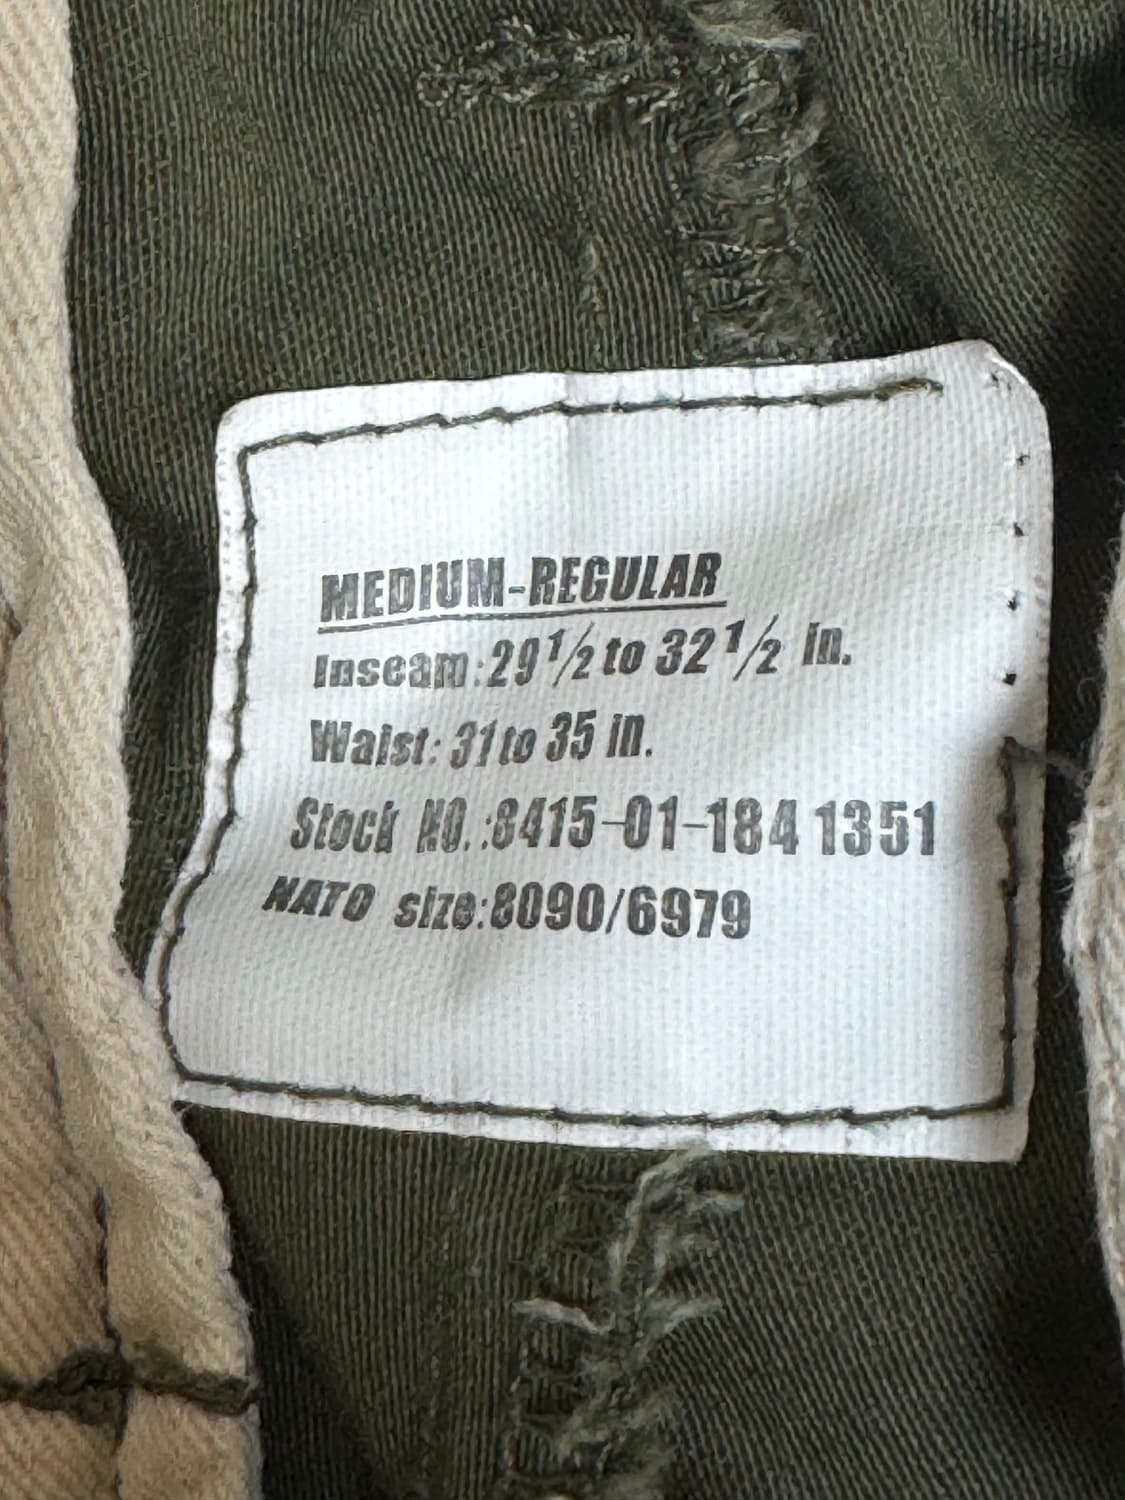 MEDIUM-REGULAR
Inseam:29 1/2 to 32 1/2 in.
Waist: 31 to 35 in.
Stock NO.:8415-01-184 1351
NATO size:8090/6979